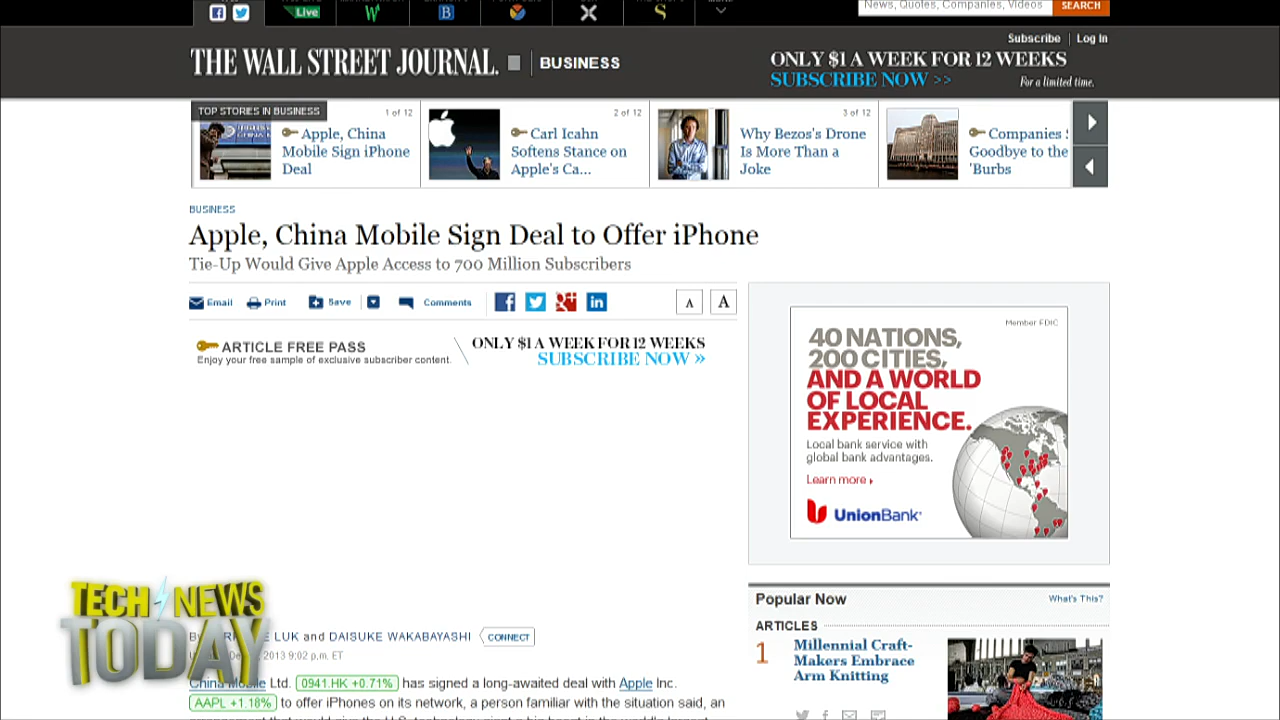 Live
W
B
X
S
News, Quotes, Companies, Videos
SEARCH
Subscribe | Log In
THE WALL STREET JOURNAL.
BUSINESS
ONLY $1 A WEEK FOR 12 WEEKS
SUBSCRIBE NOW >>
For a limited time.
TOP STORIES IN BUSINESS
1 of 12
Apple, China
Mobile Sign iPhone
Deal
2 of 12
Carl Icahn
Softens Stance on
Apple's Ca...
3 of 12
Why Bezos's Drone
Is More Than a
Joke
Companies
Goodbye to the
'Burbs
BUSINESS
Apple, China Mobile Sign Deal to Offer iPhone
Tie-Up Would Give Apple Access to 700 Million Subscribers
Email
Print
Save
Comments
A
A
ARTICLE FREE PASS
Enjoy your free sample of exclusive subscriber content.
ONLY $1 A WEEK FOR 12 WEEKS
SUBSCRIBE NOW »
Member FDIC
40 NATIONS,
200 CITIES,
AND A WORLD
OF LOCAL
EXPERIENCE.
Local bank service with
global bank advantages.
Learn more
UnionBank
TECH NEWS
TODAY
LUK and DAISUKE WAKABAYASHI
CONNECT
2013 9:02 p.m. ET
China Mobile Ltd. 0941.HK +0.71% has signed a long-awaited deal with Apple Inc.
AAPL +1.18% to offer iPhones on its network, a person familiar with the situation said, an
Popular Now
What's This?
ARTICLES
1
Millennial Craft-
Makers Embrace
Arm Knitting